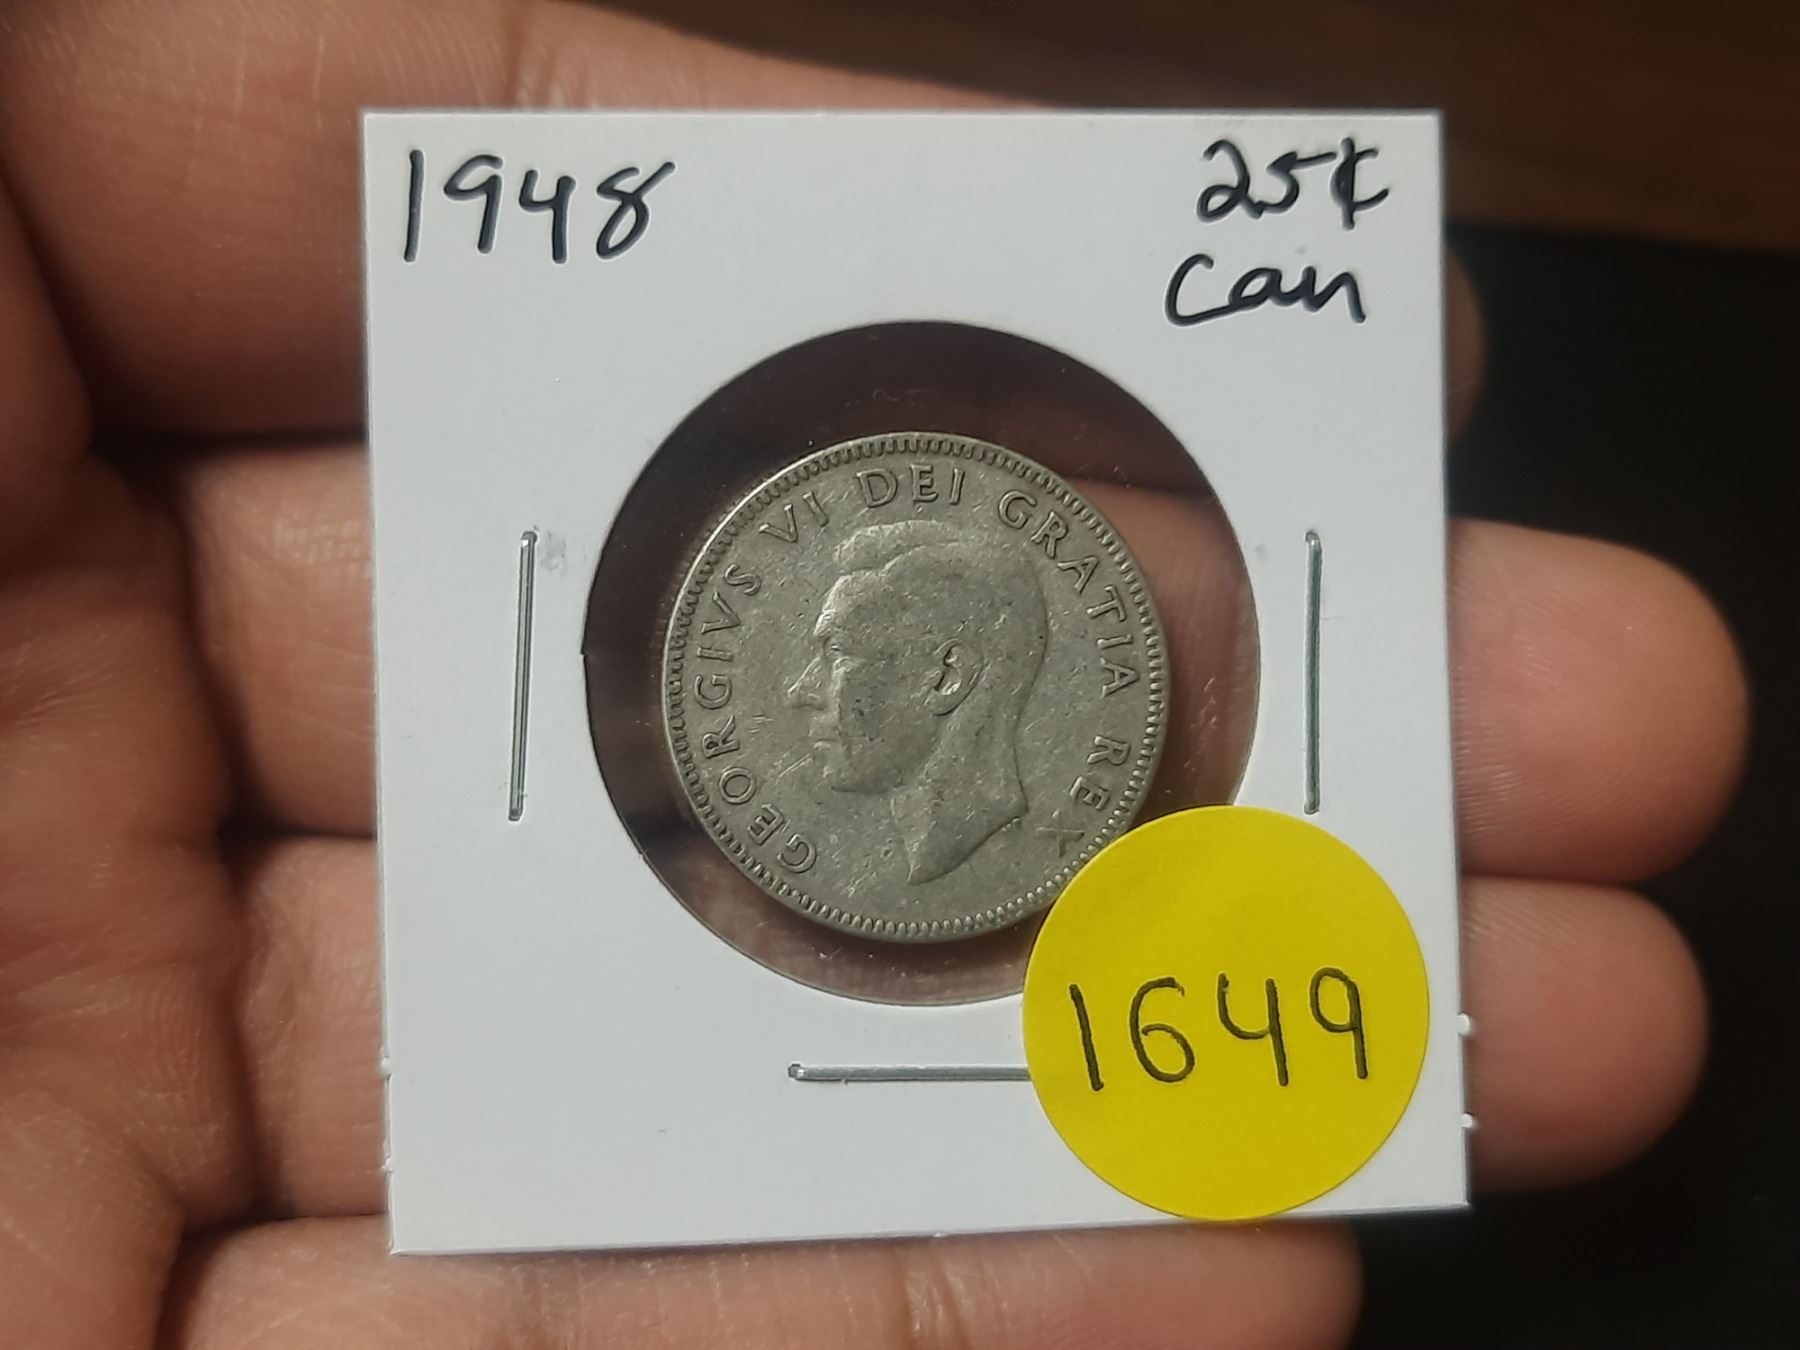 1948
25¢
Can
GEORGIVS VI DEI GRATIA REX
1649